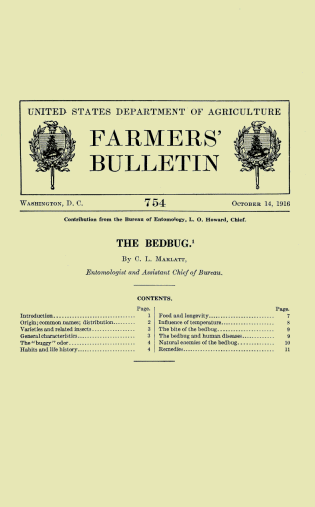 UNITED STATES DEPARTMENT OF AGRICULTURE
FARMERS'
BULLETIN
WASHINGTON, D. C. 754 OCTOBER 14, 1916
Contribution from the Bureau of Entomology, L. O. Howard, Chief.
THE BEDBUG.¹
By C. L. MARLATT,
Entomologist and Assistant Chief of Bureau.
CONTENTS.
Page.
Introduction 1
Origin; common names; distribution 2
Varieties and related insects 3
General characteristics 3
The "buggy" odor 4
Habits and life history 4
Page.
Food and longevity 7
Influence of temperature 8
The bite of the bedbug 9
The bedbug and human diseases 9
Natural enemies of the bedbug 10
Remedies 11